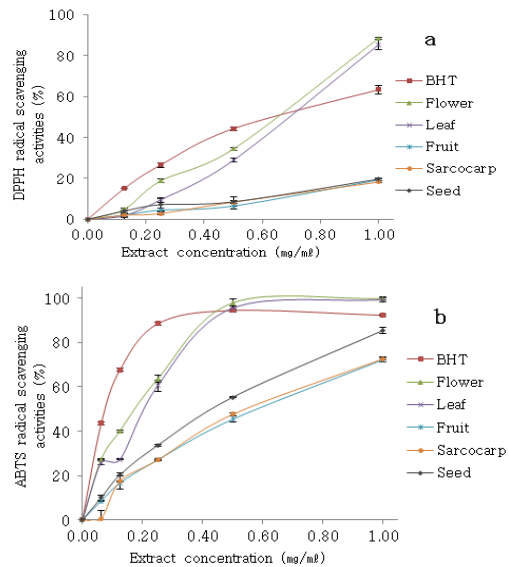 100
80
60
40
20
0
DPPH radical scavenging
activities (%)
0.00 0.20 0.40 0.60 0.80 1.00
Extract concentration (㎎/㎖)
a
BHT
Flower
Leaf
Fruit
Sarcocarp
Seed
100
80
60
40
20
0
ABTS radical scavenging
activities (%)
0.00 0.20 0.40 0.60 0.80 1.00
Extract concentration (㎎/㎖)
b
BHT
Flower
Leaf
Fruit
Sarcocarp
Seed